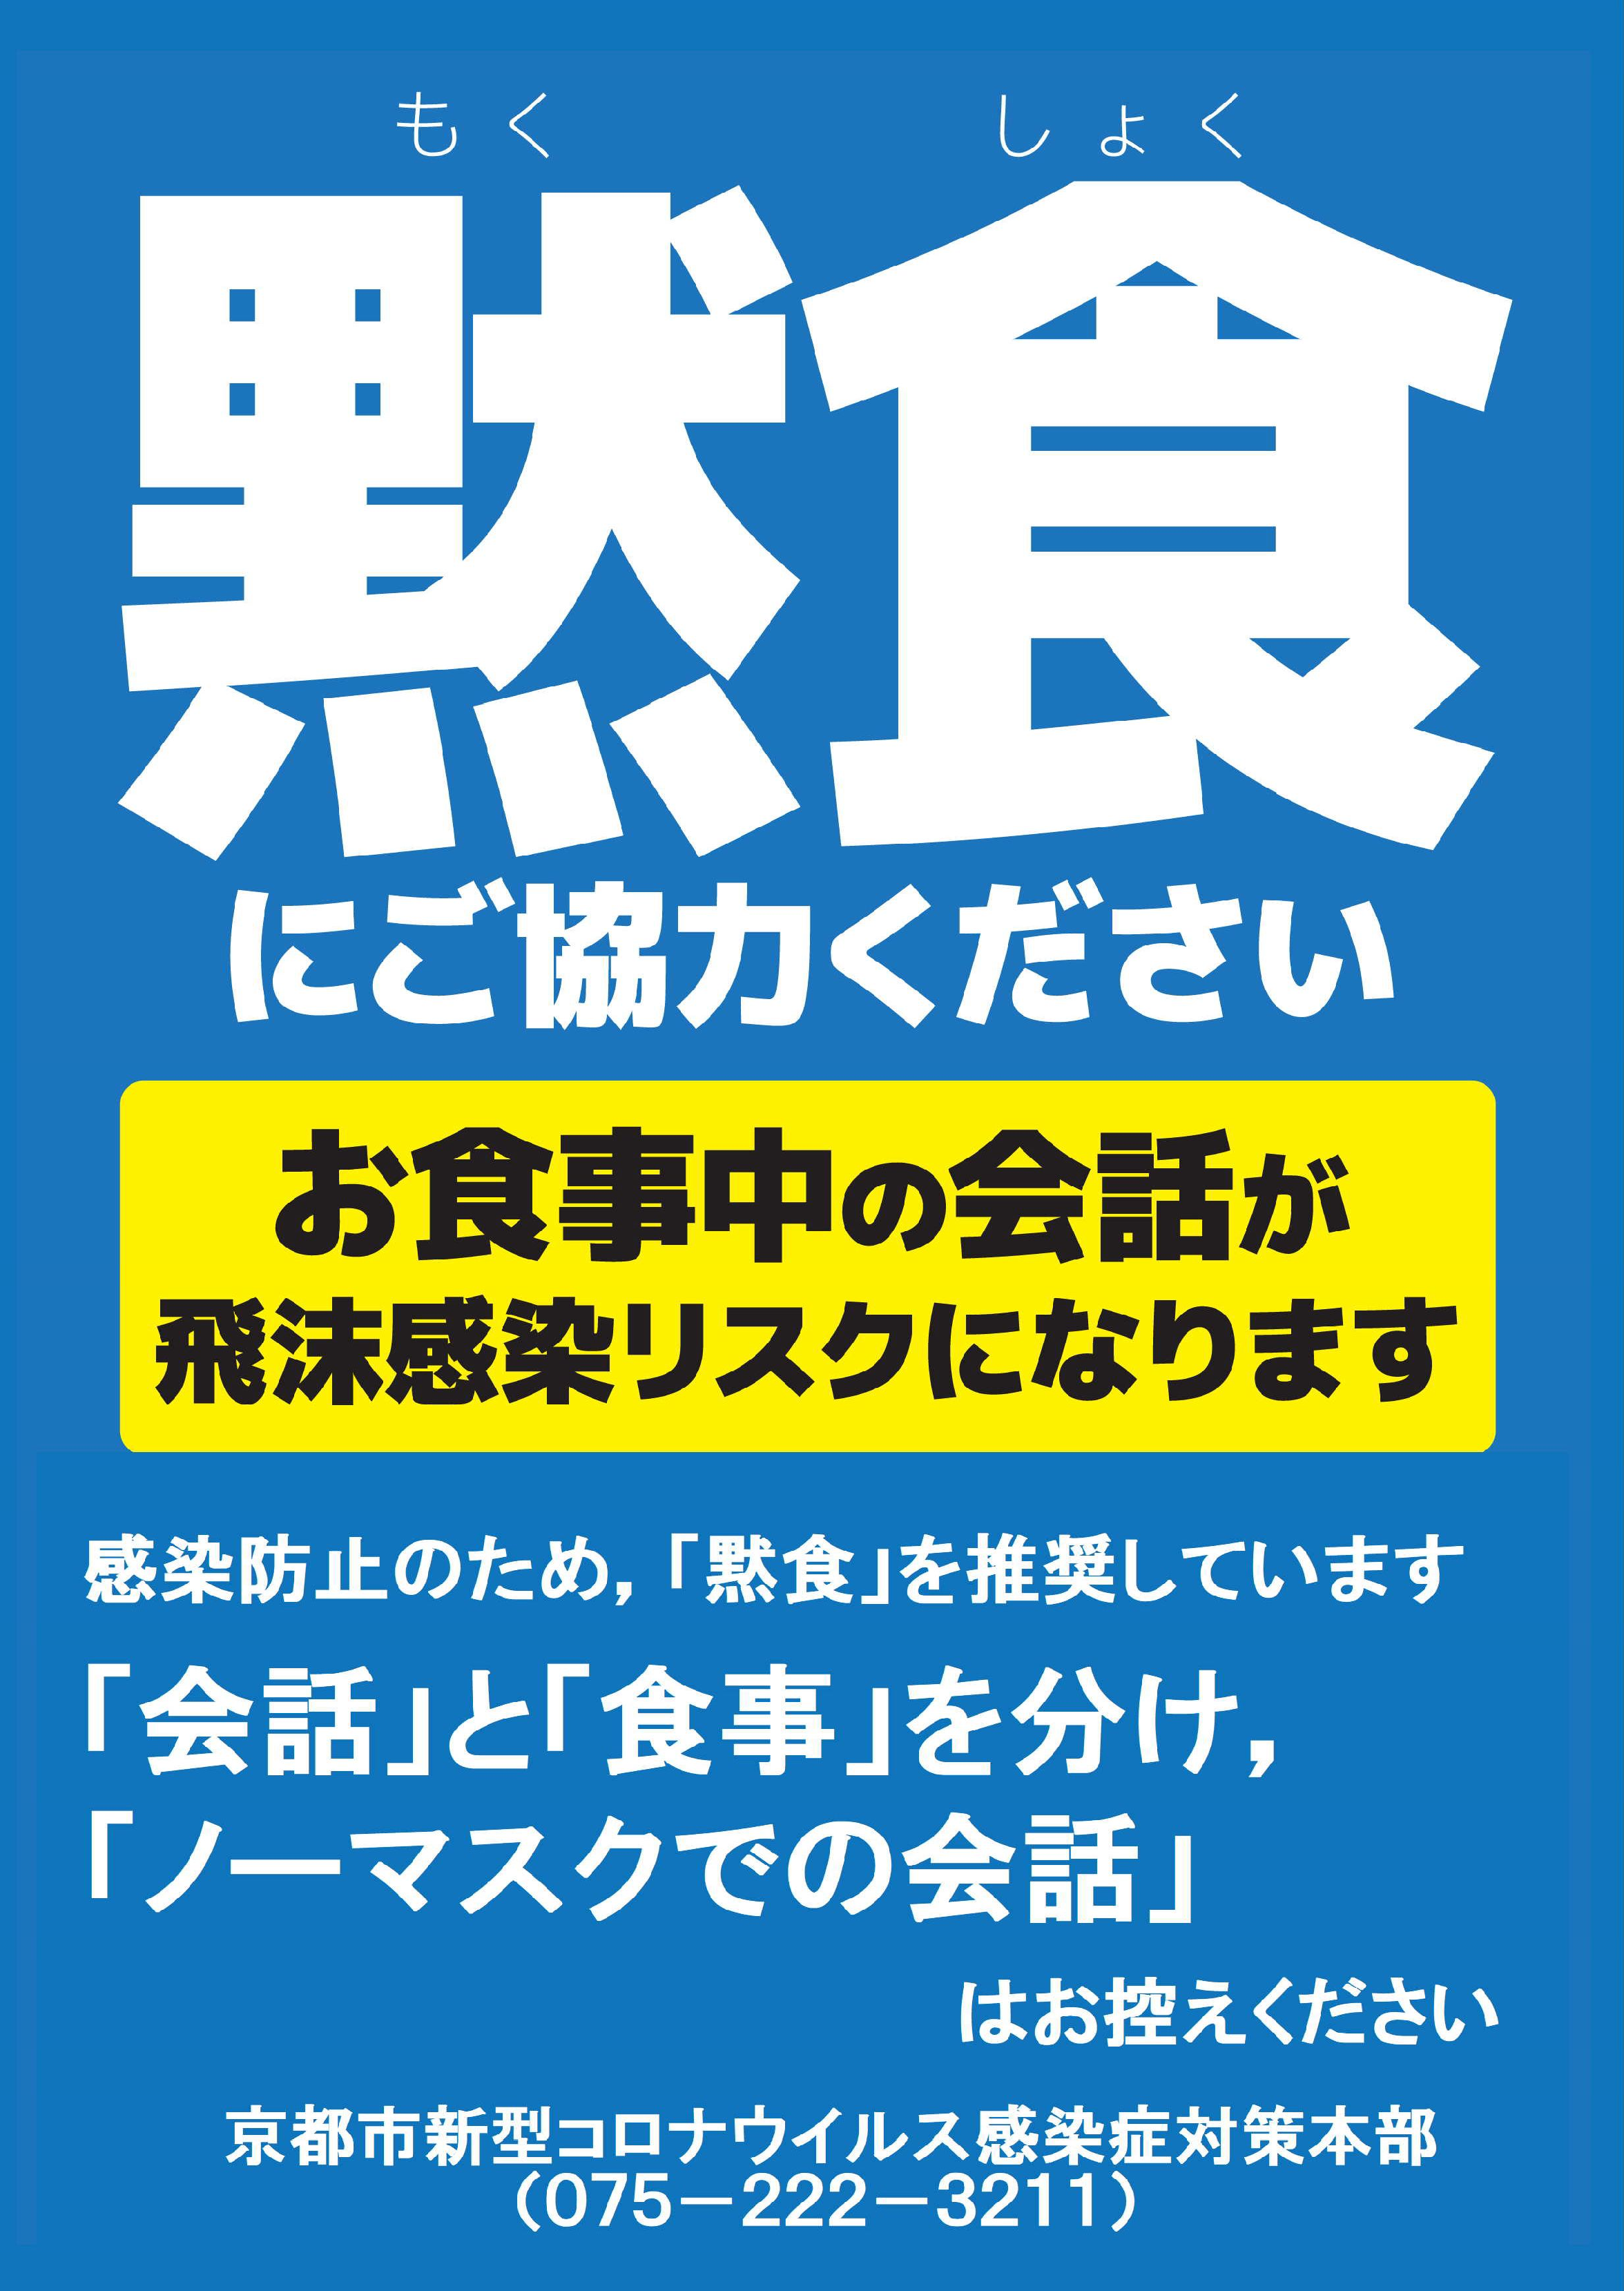 もく しょく
黙食
にご協力ください
お食事中の会話が
飛沫感染リスクになります
感染防止のため，「黙食」を推奨しています
「会話」と「食事」を分け，
「ノーマスクでの会話」
はお控えください
京都市新型コロナウイルス感染症対策本部
（075－222－3211）